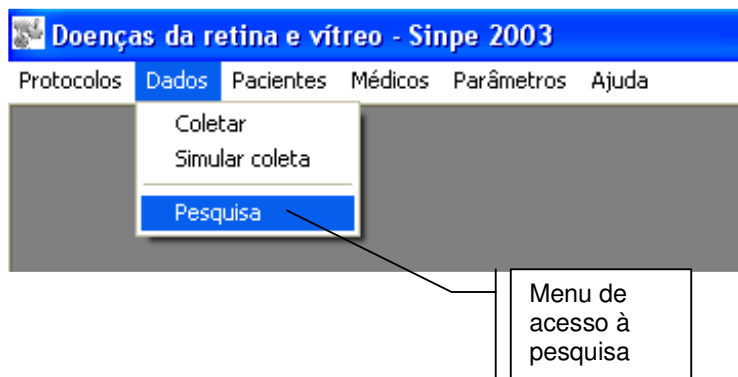 Doenças da retina e vítreo - Sinpe 2003
Protocolos Dados Pacientes Médicos Parâmetros Ajuda
Coletar
Simular coleta
Pesquisa
Menu de
acesso à
pesquisa